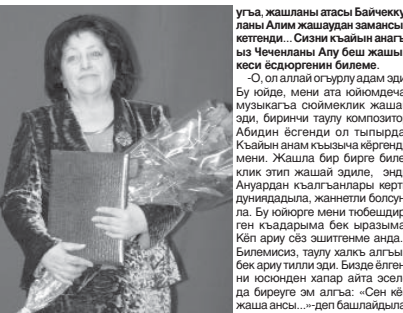 угъа, жашланы атасы Байчекку
ланы Алим жашаудан замансы
кетгенди... Сизни къайын анагъ
ыз Чеченланы Апу беш жашы
кеси ёсдюргенин билеме.
-О, ол аллай огъурлу адам эди
Бу юйде, мени ата юйюмдеча
музыкагъа сюймеклик жаша
эди, биринчи таулу композито
Абидин ёсгенди ол тыпырда
Къайын анам къызыча кёргенд
мени. Жашла бир бирге биле
клик этип жашай эдиле, энд
Ануардан къалгъанлары керт
дуниядадыла, жаннетли болсун
ла. Бу юйюрге мени тюбешдир
ген къадарыма бек ыразыма
Кёп ариу сёз эшитгенме анда.
Билемисиз, таулу халкъ алгъы
бек ариу тилли эди. Бизде ёлген
ни юсюнден хапар айта эсел
да биреуге эм алгъа: «Сен кё
жаша ансы...»-деп башлайдыла